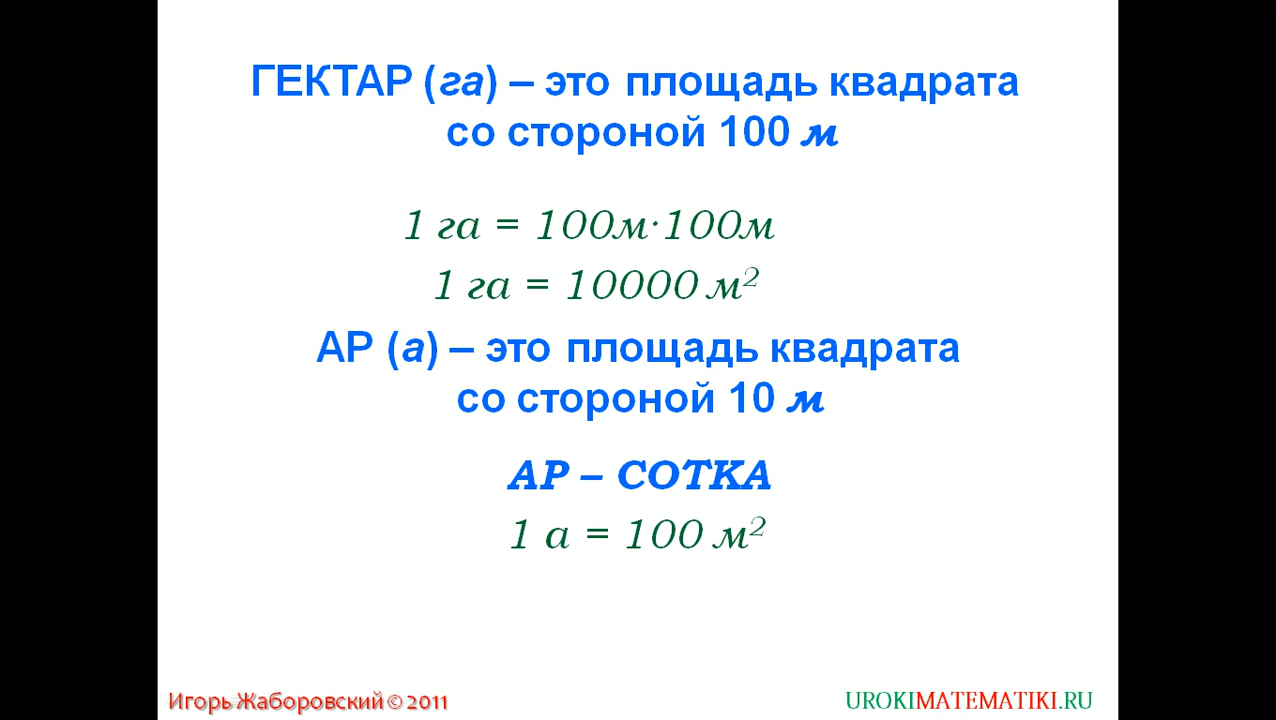 ГЕКТАР (га) – это площадь квадрата
со стороной 100 м
1 га = 100м·100м
1 га = 10000 м²
АР (а) – это площадь квадрата
со стороной 10 м
АР – СОТКА
1 а = 100 м²
Игорь Жаборовский © 2011
UROKIMATEMATIKI.RU